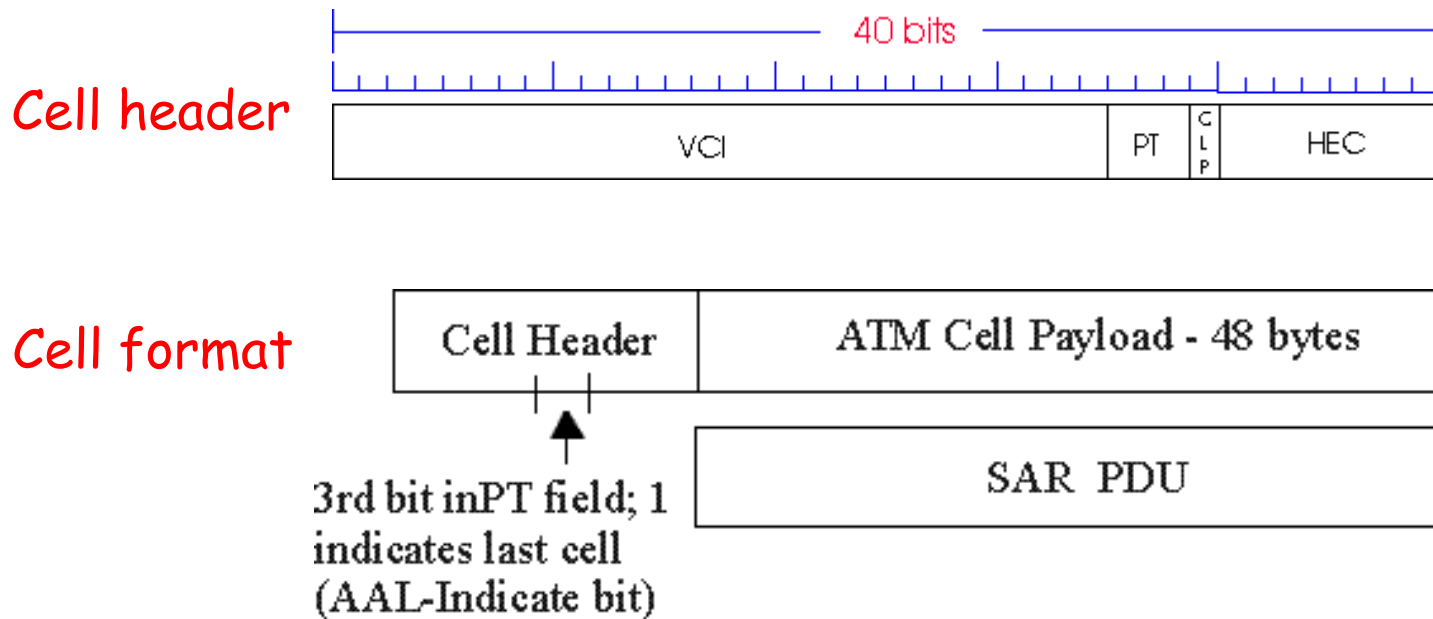 40 bits
Cell header
VCI PT CLP HEC
Cell format
Cell Header
ATM Cell Payload - 48 bytes
SAR PDU
3rd bit inPT field; 1
indicates last cell
(AAL-Indicate bit)